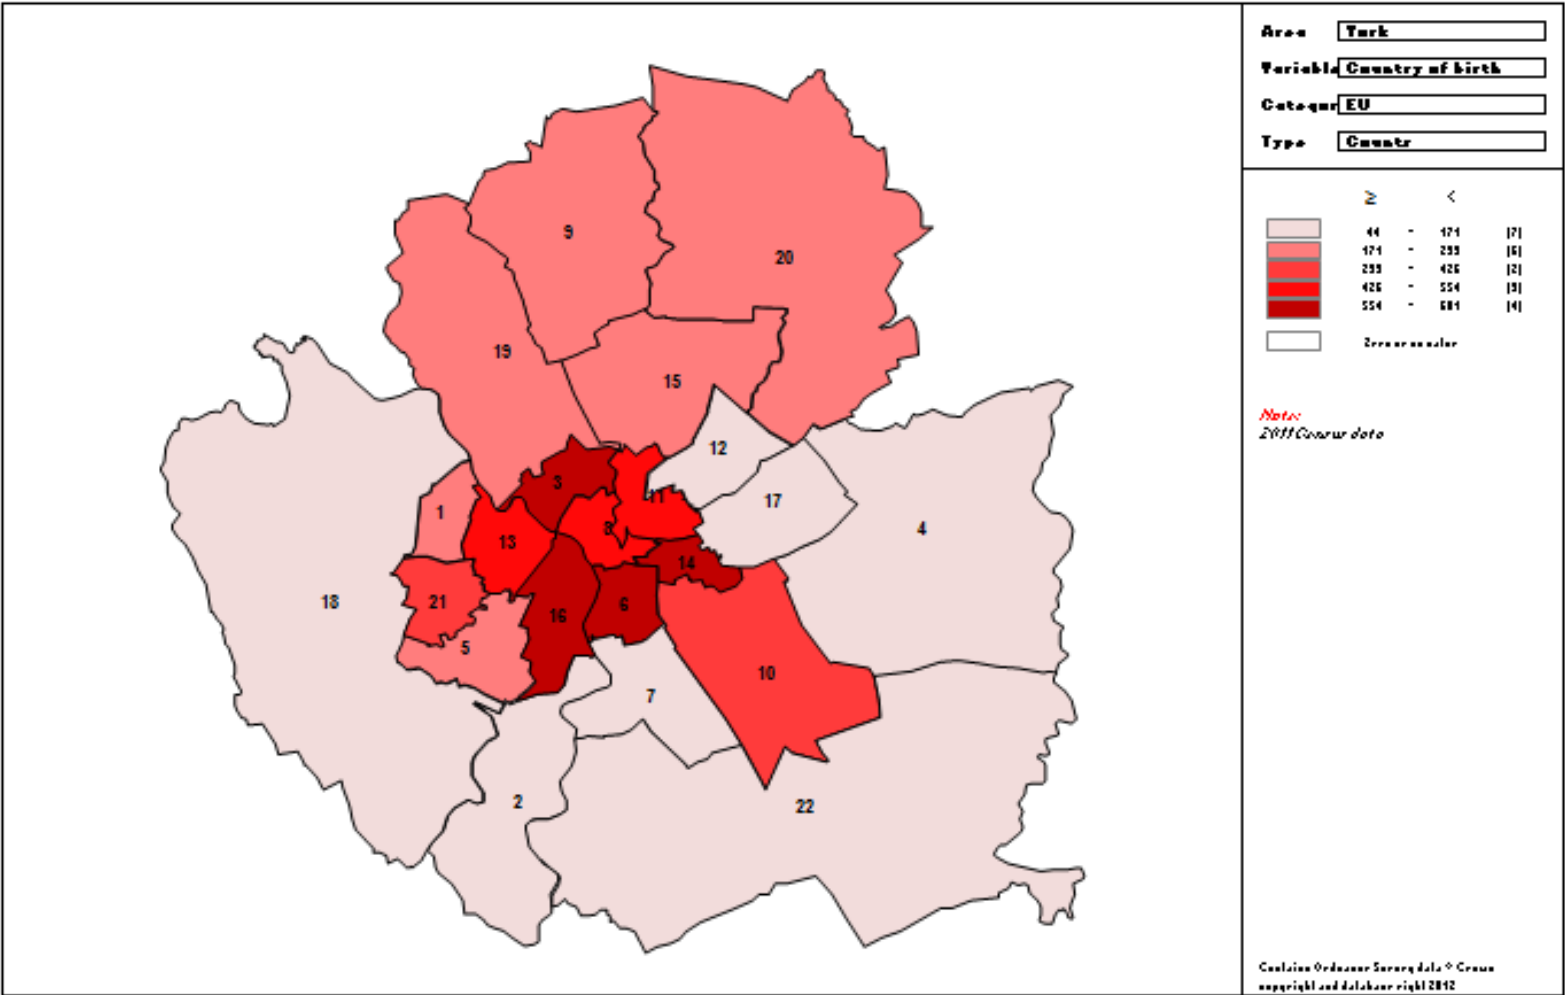 Area York
Variable Country of birth
Categor EU
Type Count
≥ <
44 - 171 (7)
171 - 299 (6)
299 - 426 (2)
426 - 554 (3)
554 - 681 (4)
Zero or no value
Note:
2011 Census data
9
20
19
15
12
3
11
17
1
8
4
13
14
18
21
6
16
5
10
7
2
22
Contains Ordnance Survey data © Crown
copyright and database right 2012